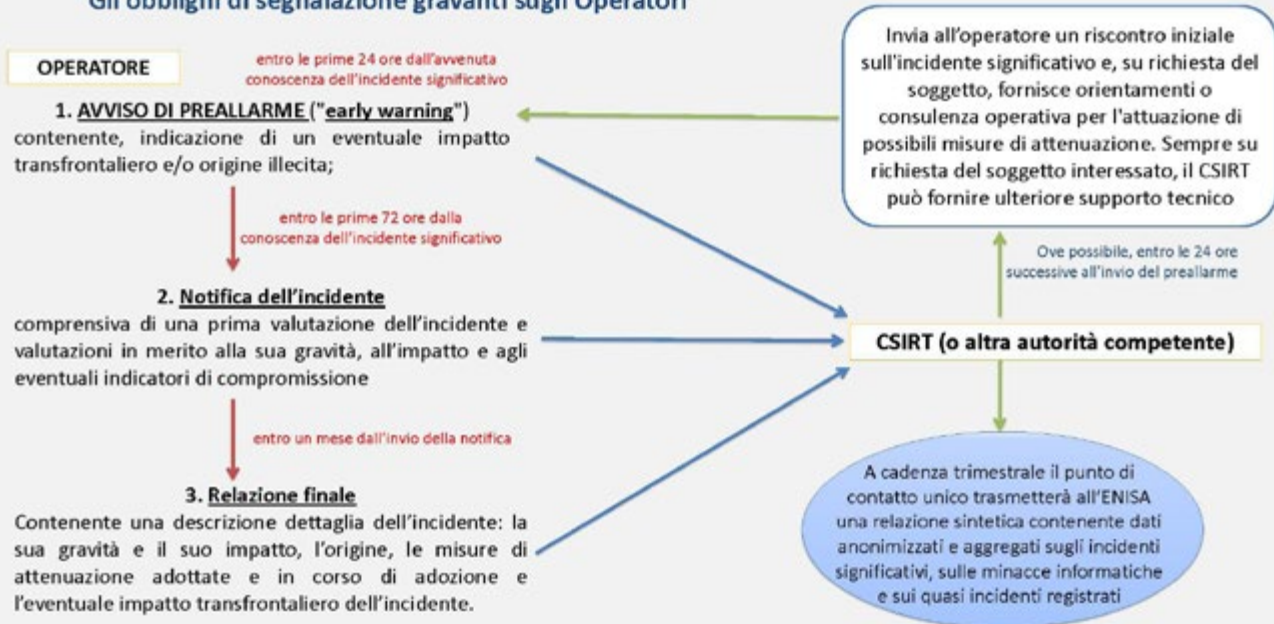 Gli obblighi di segnalazione gravanti sugli Operatori
OPERATORE
entro le prime 24 ore dall'avvenuta
conoscenza dell'incidente significativo
1. AVVISO DI PREALLARME ("early warning")
contenente, indicazione di un eventuale impatto
transfrontaliero e/o origine illecita;
entro le prime 72 ore dalla
conoscenza dell'incidente significativo
2. Notifica dell'incidente
comprensiva di una prima valutazione dell'incidente e
valutazioni in merito alla sua gravità, all'impatto e agli
eventuali indicatori di compromissione
entro un mese dall'invio della notifica
3. Relazione finale
Contenente una descrizione dettaglia dell'incidente: la
sua gravità e il suo impatto, l'origine, le misure di
attenuazione adottate e in corso di adozione e
l'eventuale impatto transfrontaliero dell'incidente.
Invia all'operatore un riscontro iniziale
sull'incidente significativo e, su richiesta del
soggetto, fornisce orientamenti o
consulenza operativa per l'attuazione di
possibili misure di attenuazione. Sempre su
richiesta del soggetto interessato, il CSIRT
può fornire ulteriore supporto tecnico
Ove possibile, entro le 24 ore
successive all'invio del preallarme
CSIRT (o altra autorità competente)
A cadenza trimestrale il punto di
contatto unico trasmetterà all'ENISA
una relazione sintetica contenente dati
anonimizzati e aggregati sugli incidenti
significativi, sulle minacce informatiche
e sui quasi incidenti registrati